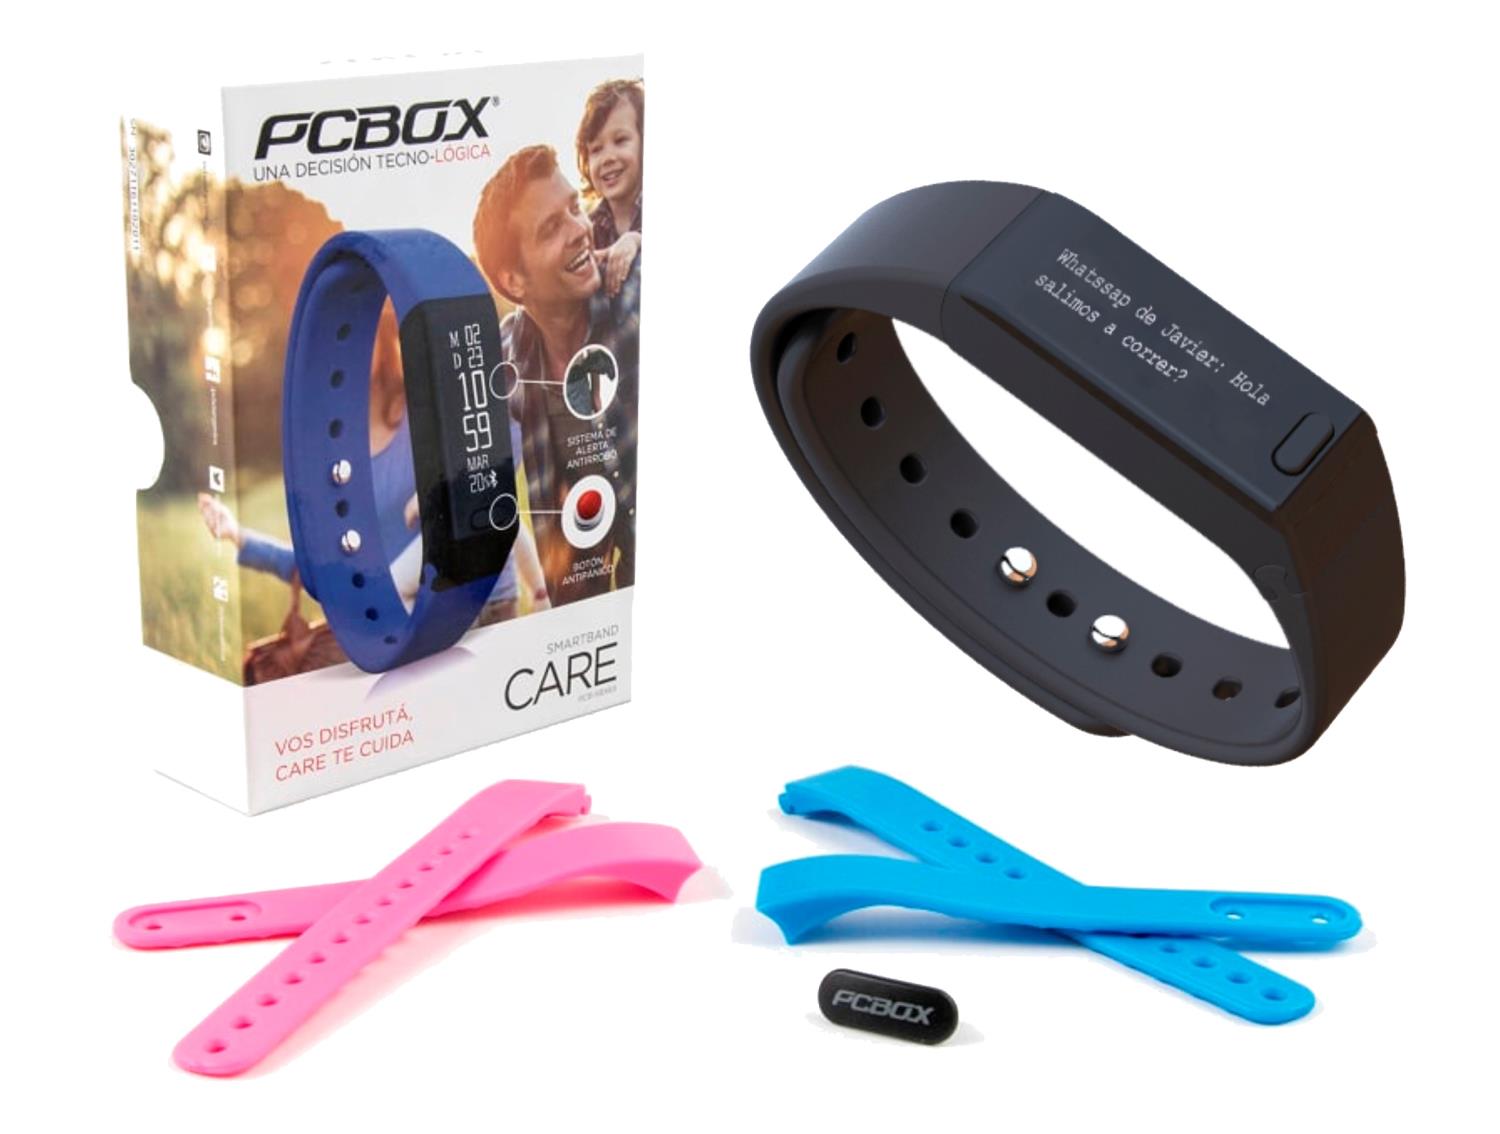 PCBOX®
UNA DECISIÓN TECNO-LÓGICA
M 02
D 23
10
59
MAR
20
SISTEMA DE
ALERTA
ANTIRROBO
BOTÓN
ANTIPÁNICO
SMARTBAND
CARE
VOS DISFRUTÁ,
CARE TE CUIDA
Whatssap de Javier: Hola
salimos a correr?
PCBOX